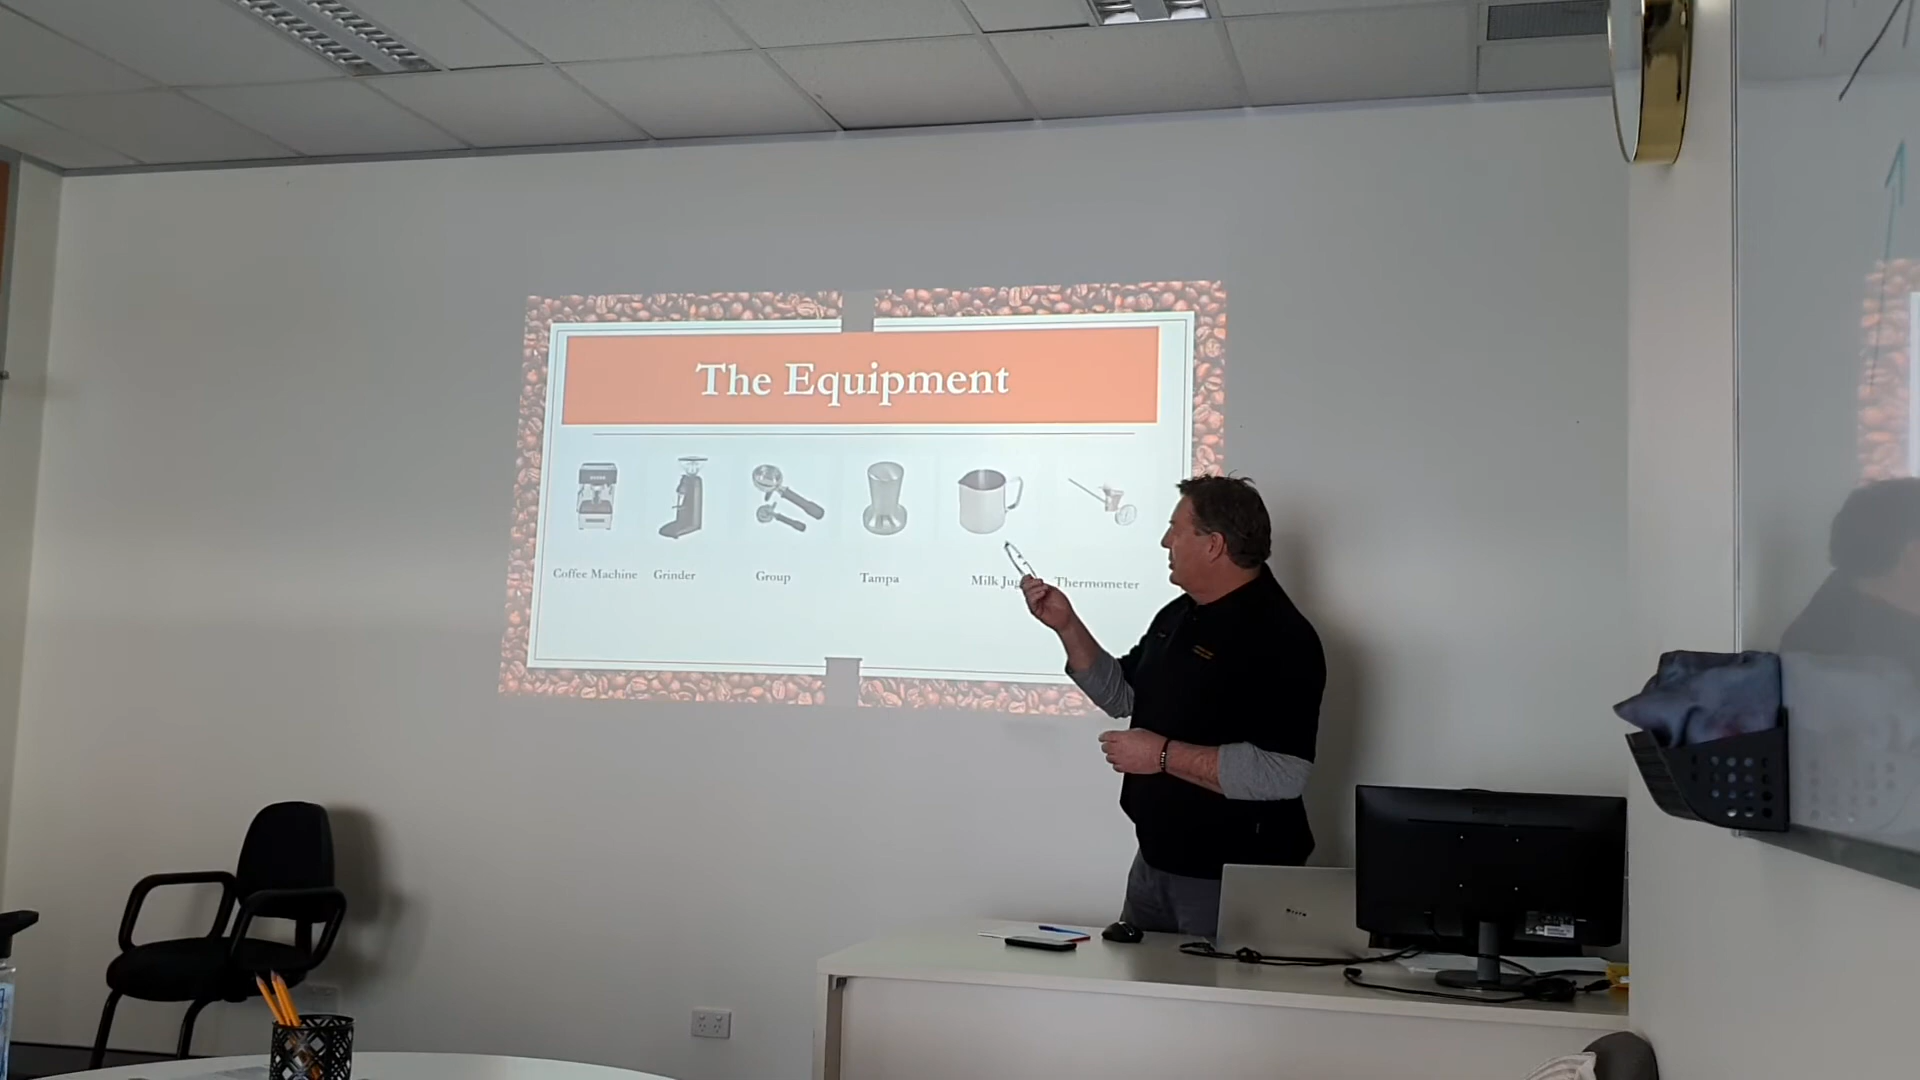 The Equipment
Coffee Machine Grinder Group Tampa Milk Jug Thermometer